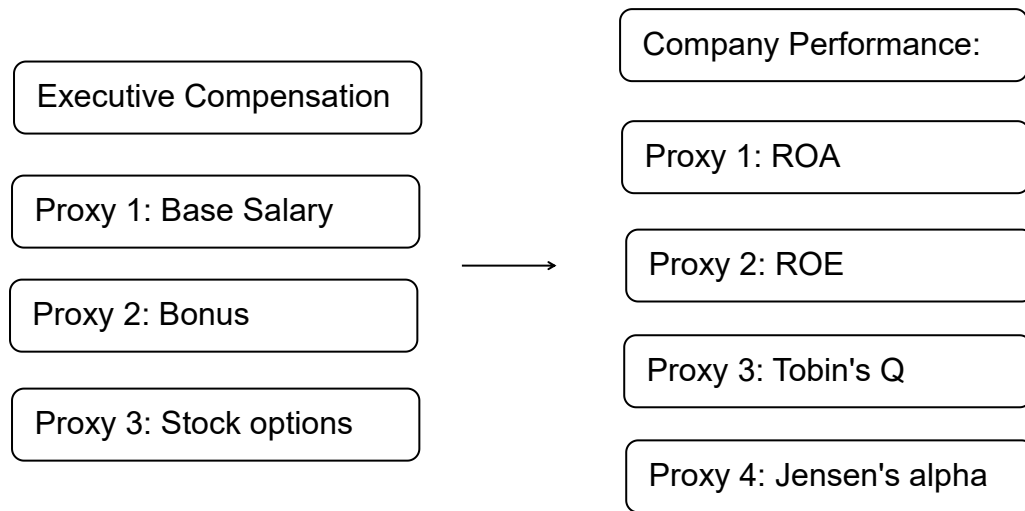 Executive Compensation
Proxy 1: Base Salary
Proxy 2: Bonus
Proxy 3: Stock options
Company Performance:
Proxy 1: ROA
Proxy 2: ROE
Proxy 3: Tobin's Q
Proxy 4: Jensen's alpha